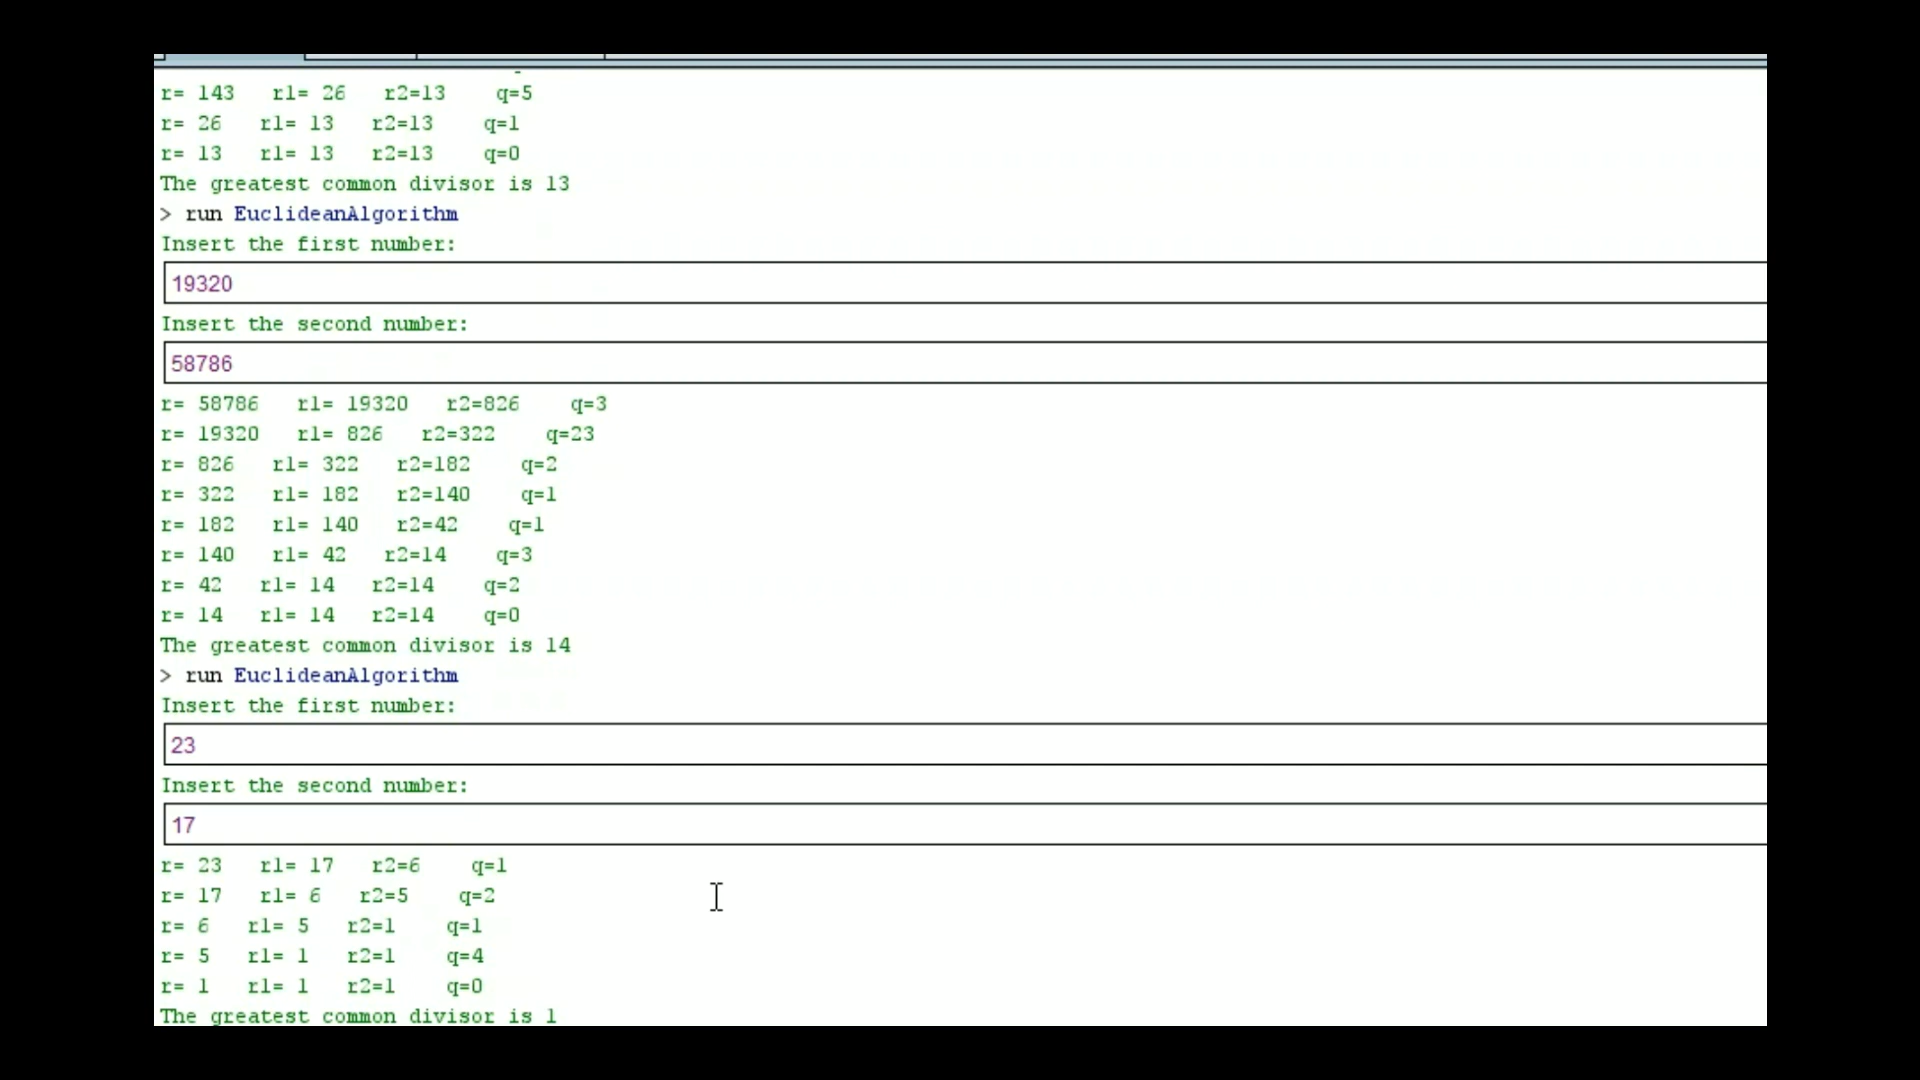 r= 143   r1= 26   r2=13    q=5
r= 26   r1= 13   r2=13    q=1
r= 13   r1= 13   r2=13    q=0
The greatest common divisor is 13
> run EuclideanAlgorithm
Insert the first number:
19320
Insert the second number:
58786
r= 58786   r1= 19320   r2=826    q=3
r= 19320   r1= 826   r2=322    q=23
r= 826   r1= 322   r2=182    q=2
r= 322   r1= 182   r2=140    q=1
r= 182   r1= 140   r2=42    q=1
r= 140   r1= 42   r2=14    q=3
r= 42   r1= 14   r2=14    q=2
r= 14   r1= 14   r2=14    q=0
The greatest common divisor is 14
> run EuclideanAlgorithm
Insert the first number:
23
Insert the second number:
17
r= 23   r1= 17   r2=6    q=1
r= 17   r1= 6   r2=5    q=2
r= 6   r1= 5   r2=1    q=1
r= 5   r1= 1   r2=1    q=4
r= 1   r1= 1   r2=1    q=0
The greatest common divisor is 1